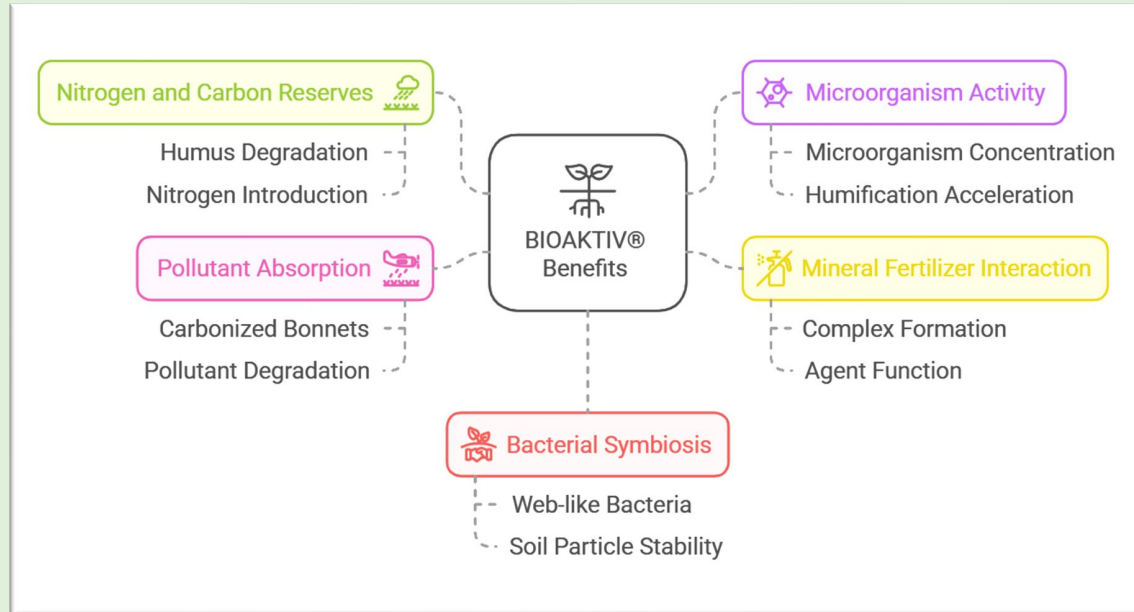 Nitrogen and Carbon Reserves
Humus Degradation
Nitrogen Introduction
Pollutant Absorption
Carbonized Bonnets
Pollutant Degradation
BIOAKTIV®
Benefits
Microorganism Activity
Microorganism Concentration
Humification Acceleration
Mineral Fertilizer Interaction
Complex Formation
Agent Function
Bacterial Symbiosis
Web-like Bacteria
Soil Particle Stability